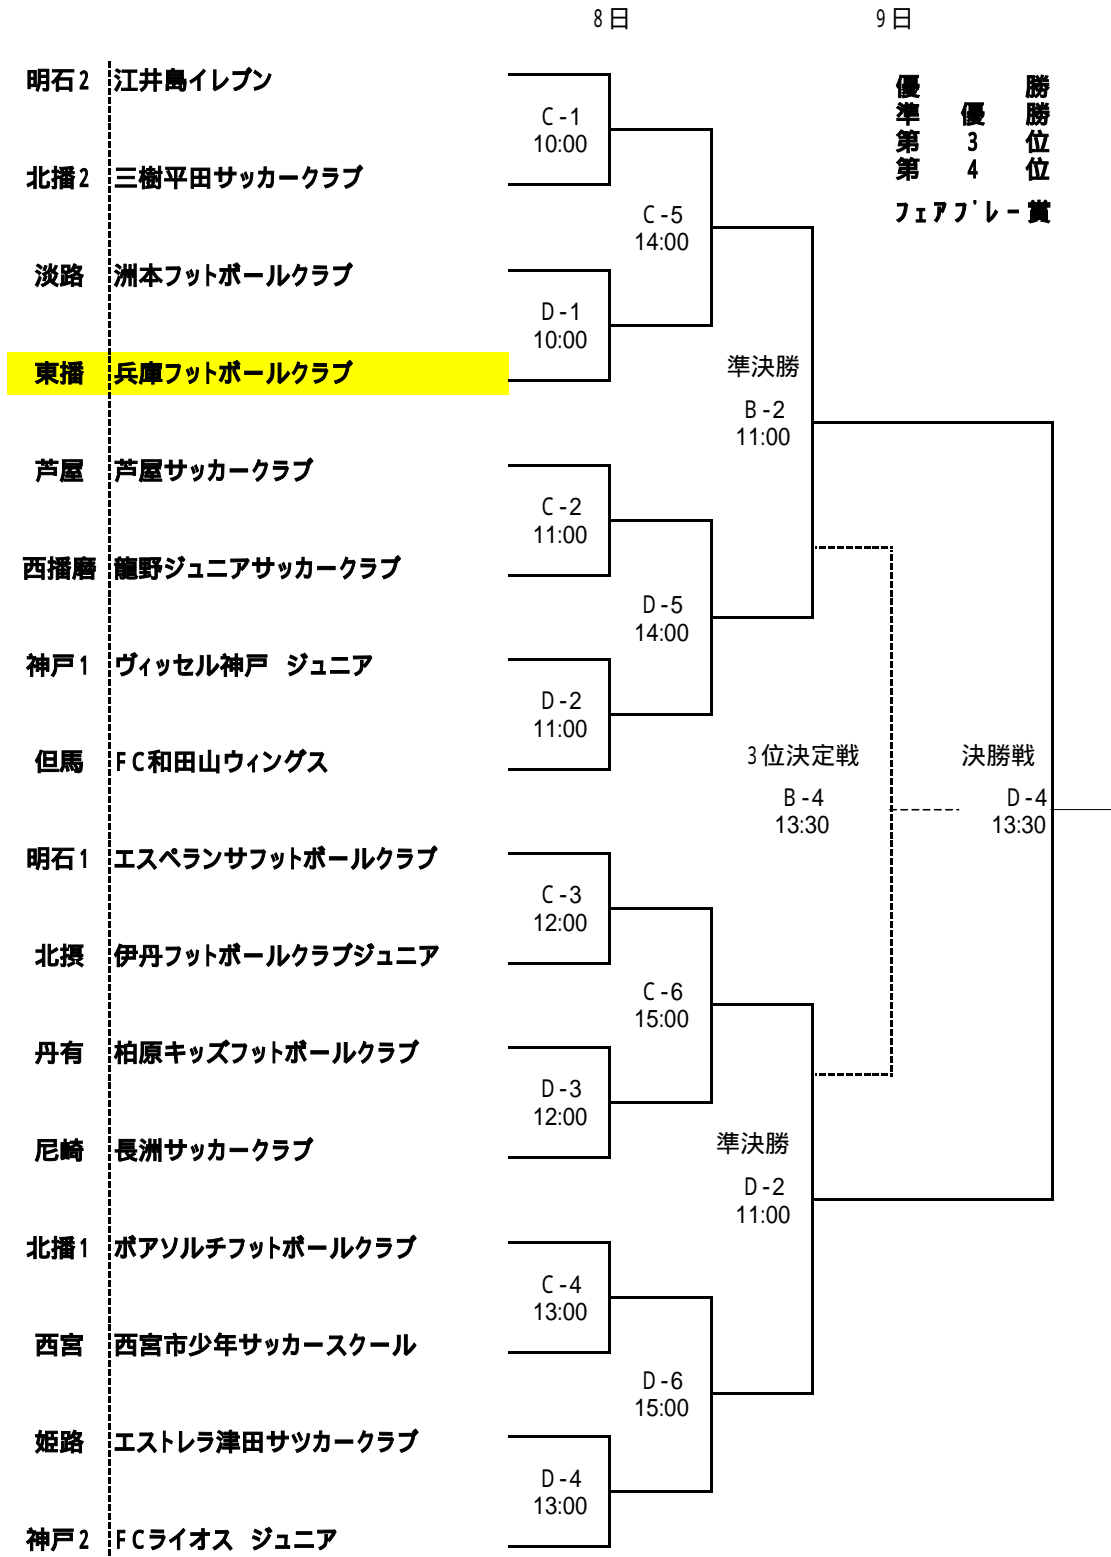 8日 9日
明石2 江井島イレブン
優 勝
準 優 勝
第 3 位
第 4 位
フェアプレー賞
C-1
10:00
北播2 三樹平田サッカークラブ
C-5
14:00
淡路 洲本フットボールクラブ
D-1
10:00
東播 兵庫フットボールクラブ
準決勝
B-2
11:00
芦屋 芦屋サッカークラブ
C-2
11:00
西播磨 龍野ジュニアサッカークラブ
D-5
14:00
神戸1 ヴィッセル神戸 ジュニア
D-2
11:00
但馬 FC和田山ウィングス
3位決定戦 決勝戦
B-4 D-4
13:30 13:30
明石1 エスペランサフットボールクラブ
C-3
12:00
北摂 伊丹フットボールクラブジュニア
C-6
15:00
丹有 柏原キッズフットボールクラブ
D-3
12:00
尼崎 長洲サッカークラブ
準決勝
D-2
11:00
北播1 ボアソルチフットボールクラブ
C-4
13:00
西宮 西宮市少年サッカースクール
D-6
15:00
姫路 エストレラ津田サツカークラブ
D-4
13:00
神戸2 FCライオス ジュニア